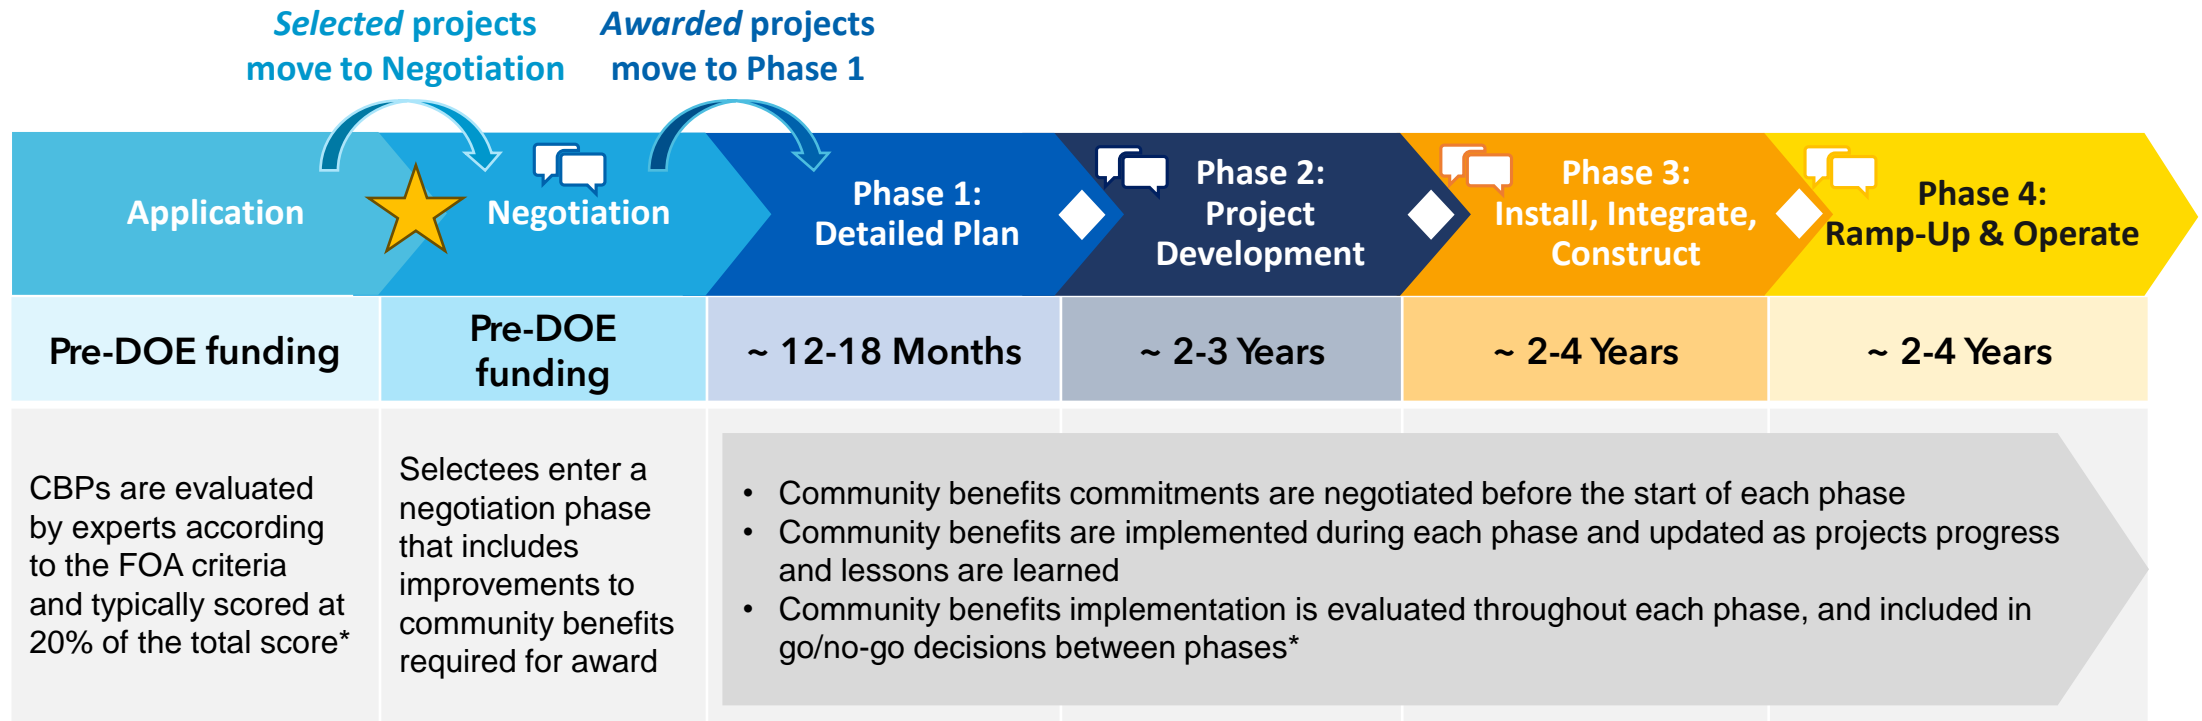 Selected projects
move to Negotiation
Awarded projects
move to Phase 1
Application
Negotiation
Phase 1:
Detailed Plan
Phase 2:
Project
Development
Phase 3:
Install, Integrate,
Construct
Phase 4:
Ramp-Up & Operate
Pre-DOE funding
Pre-DOE
funding
~ 12-18 Months
~ 2-3 Years
~ 2-4 Years
~ 2-4 Years
CBPs are evaluated
by experts according
to the FOA criteria
and typically scored at
20% of the total score*
Selectees enter a
negotiation phase
that includes
improvements to
community benefits
required for award
• Community benefits commitments are negotiated before the start of each phase
• Community benefits are implemented during each phase and updated as projects progress
and lessons are learned
• Community benefits implementation is evaluated throughout each phase, and included in
go/no-go decisions between phases*